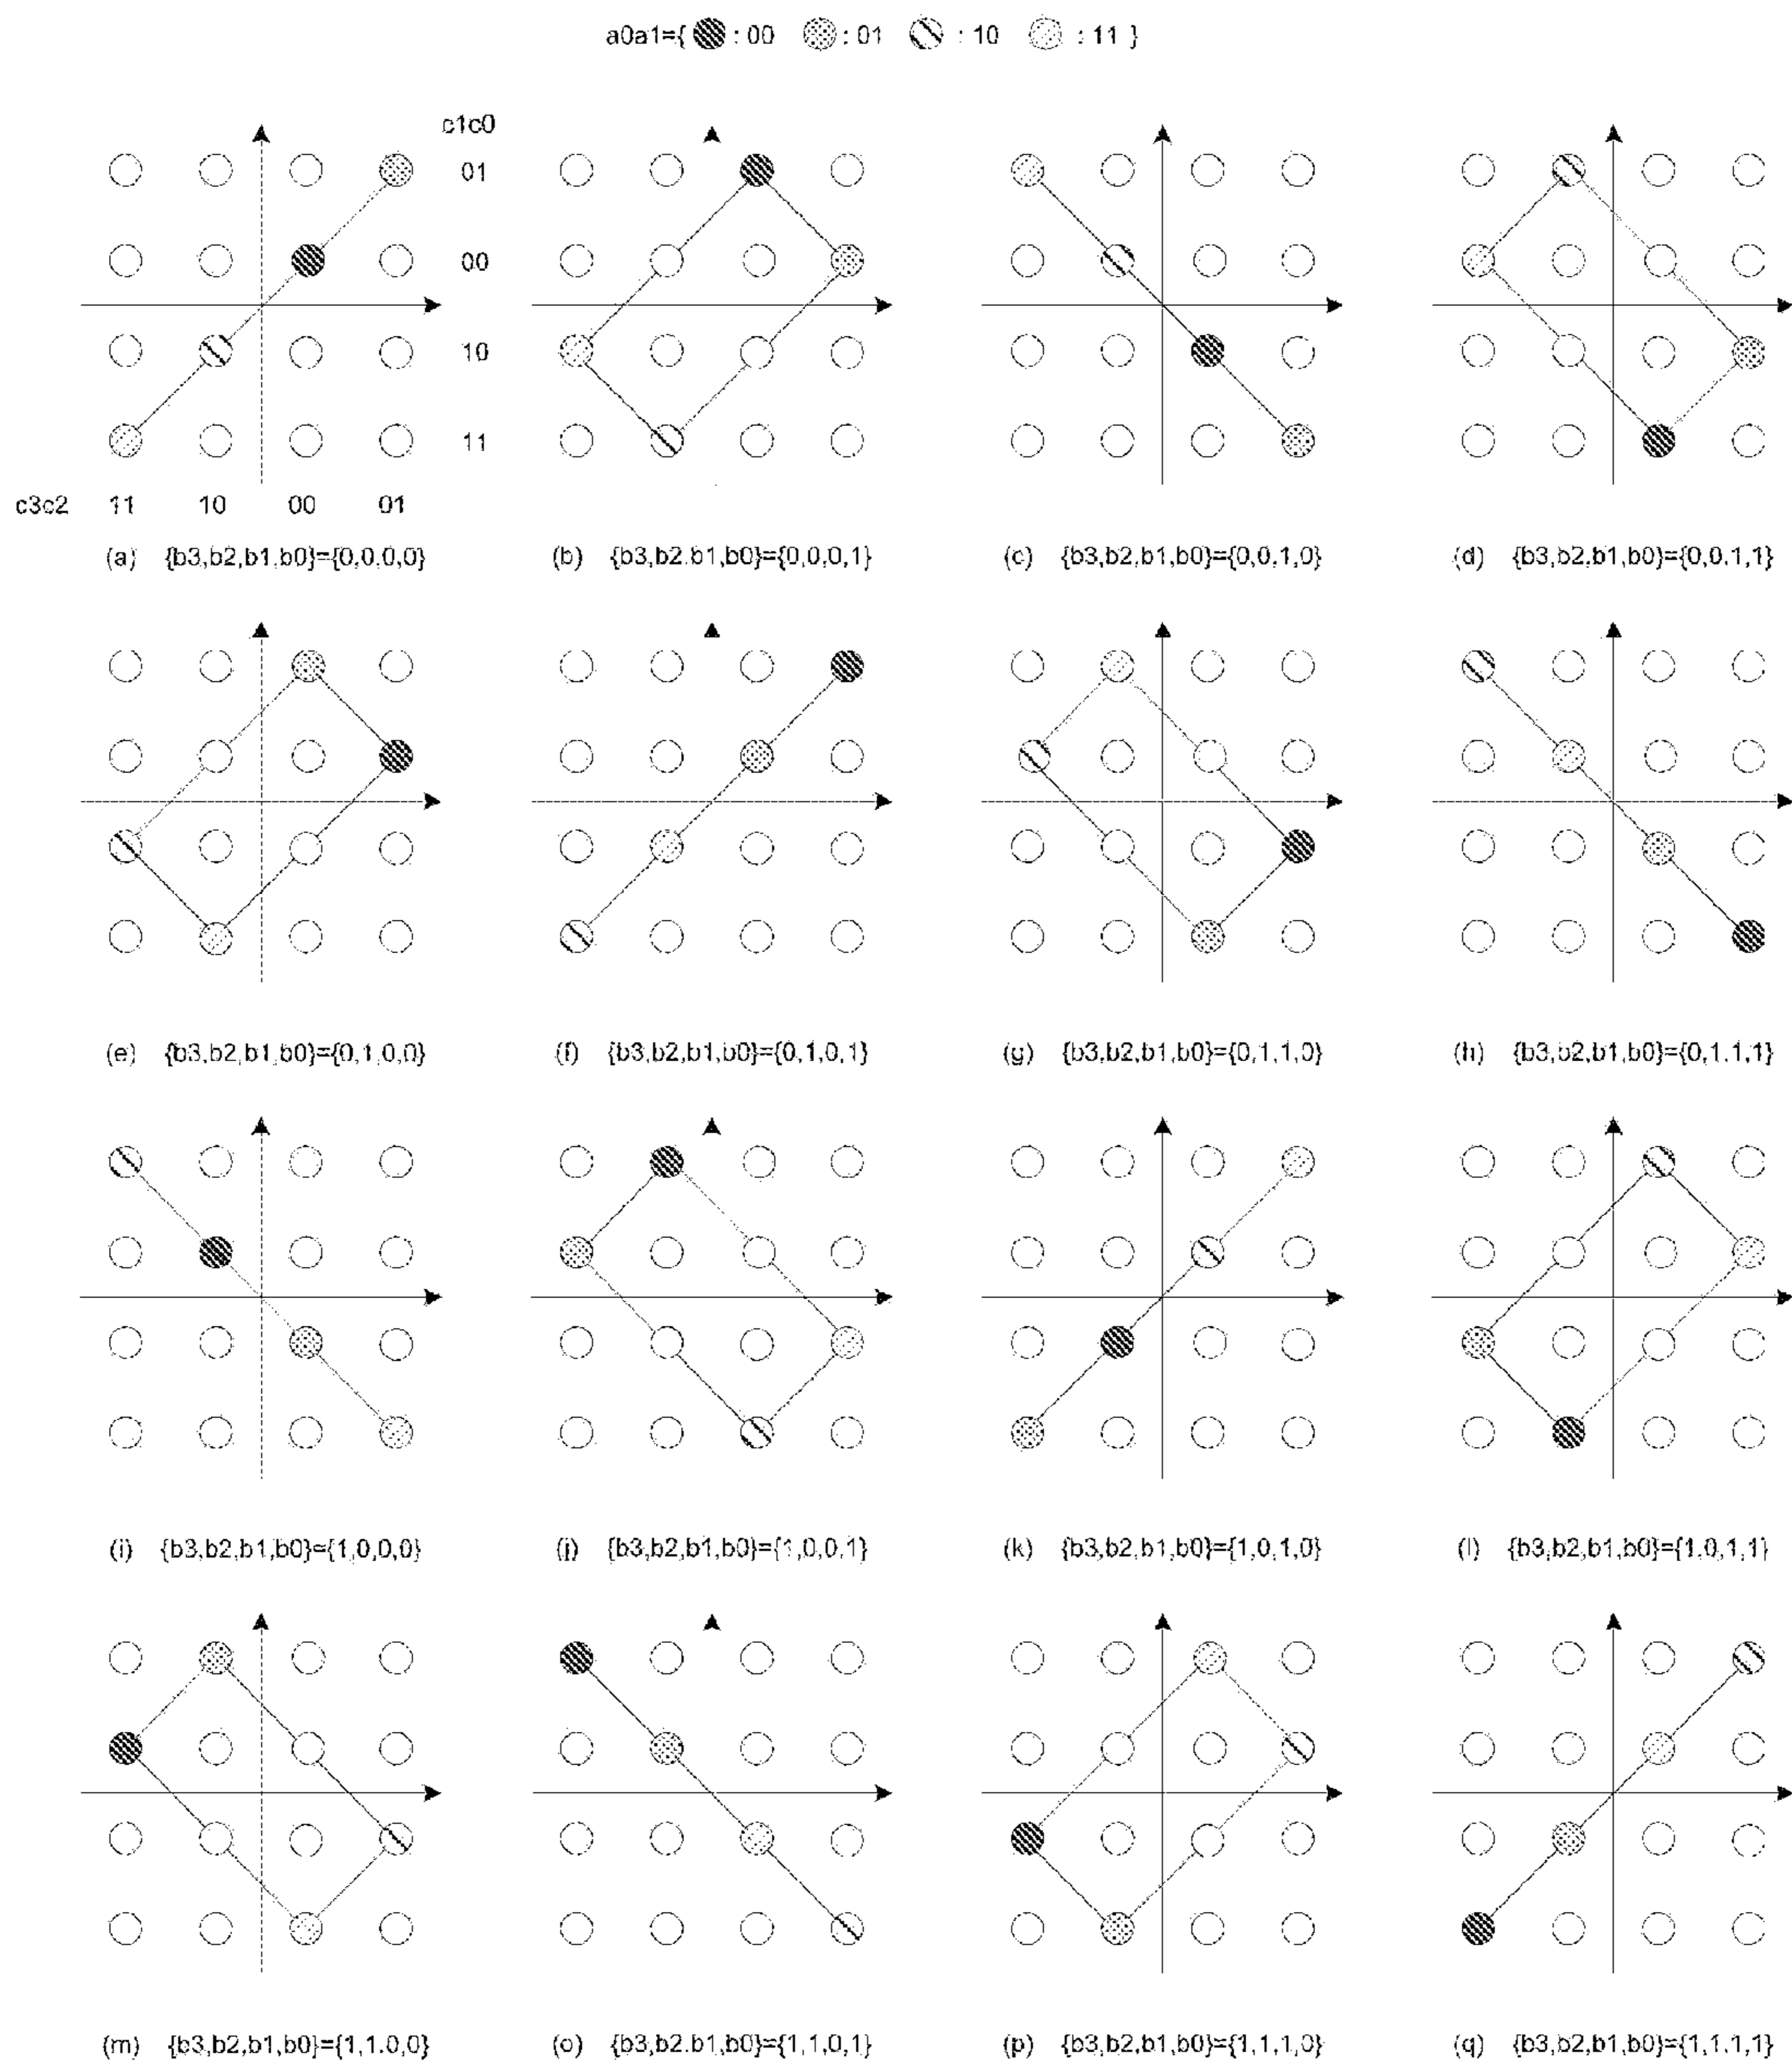 a0a1={ : 00 : 01 : 10 : 11 }
c1c0
01
00
10
11
c3c2 11 10 00 01
(a) {b3,b2,b1,b0}={0,0,0,0} (b) {b3,b2.b1,b0}={0,0,0,1} (c) {b3,b2,b1,b0}={0,0,1,0} (d) {b3,b2,b1,b0}={0,0,1,1}
(e) {b3,b2,b1,b0}={0,1,0,0} (f) {b3,b2,b1,b0}={0,1,0,1} (g) {b3,b2,b1,b0}={0,1,1,0} (h) {b3,b2,b1,b0}={0,1,1,1}
(i) {b3,b2,b1,b0}={1,0,0,0} (j) {b3,b2,b1,b0}={1,0,0,1} (k) {b3,b2,b1,b0}={1,0,1,0} (l) {b3,b2,b1,b0}={1,0,1,1}
(m) {b3,b2,b1,b0}={1,1,0,0} (o) {b3,b2.b1,b0}={1,1,0,1} (p) {b3,b2,b1,b0}={1,1,1,0} (q) {b3,b2,b1,b0}={1,1,1,1}